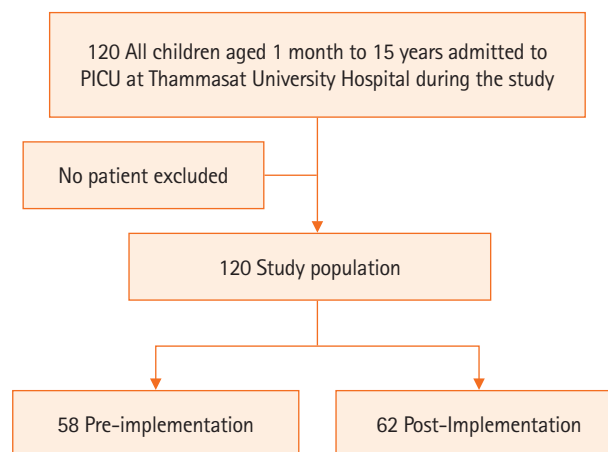 120 All children aged 1 month to 15 years admitted to
PICU at Thammasat University Hospital during the study
No patient excluded
120 Study population
58 Pre-implementation
62 Post-Implementation